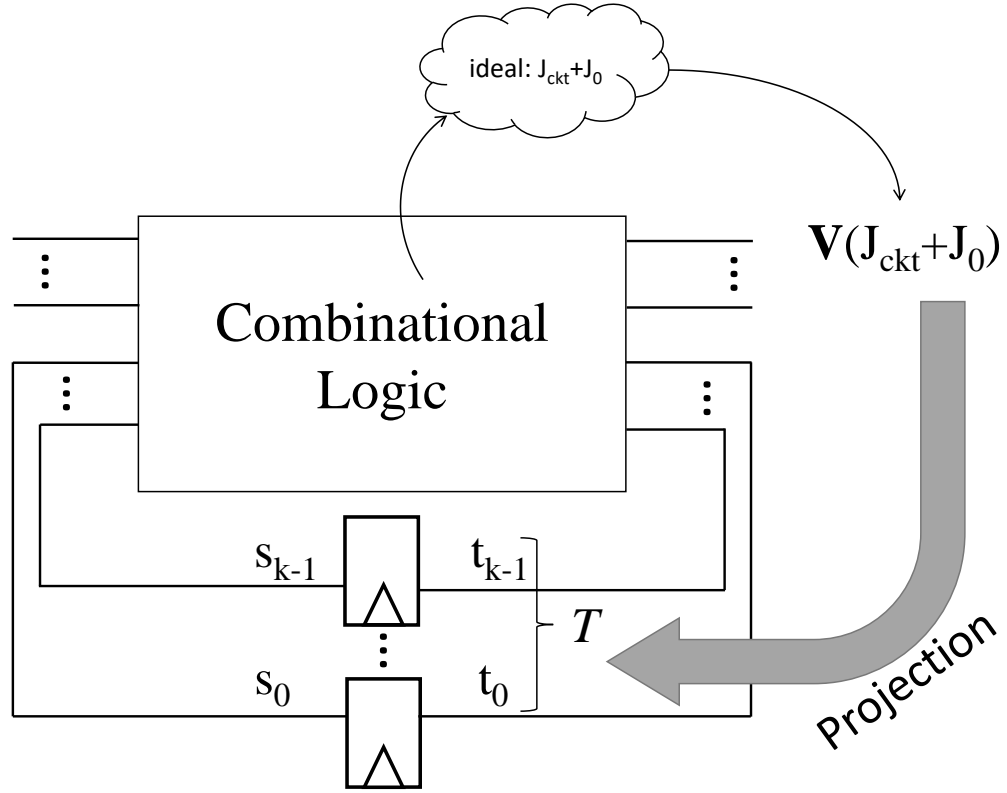 ideal: J_ckt+J_0
V(J_ckt+J_0)
Combinational
Logic
s_k-1
t_k-1
T
s_0
t_0
Projection